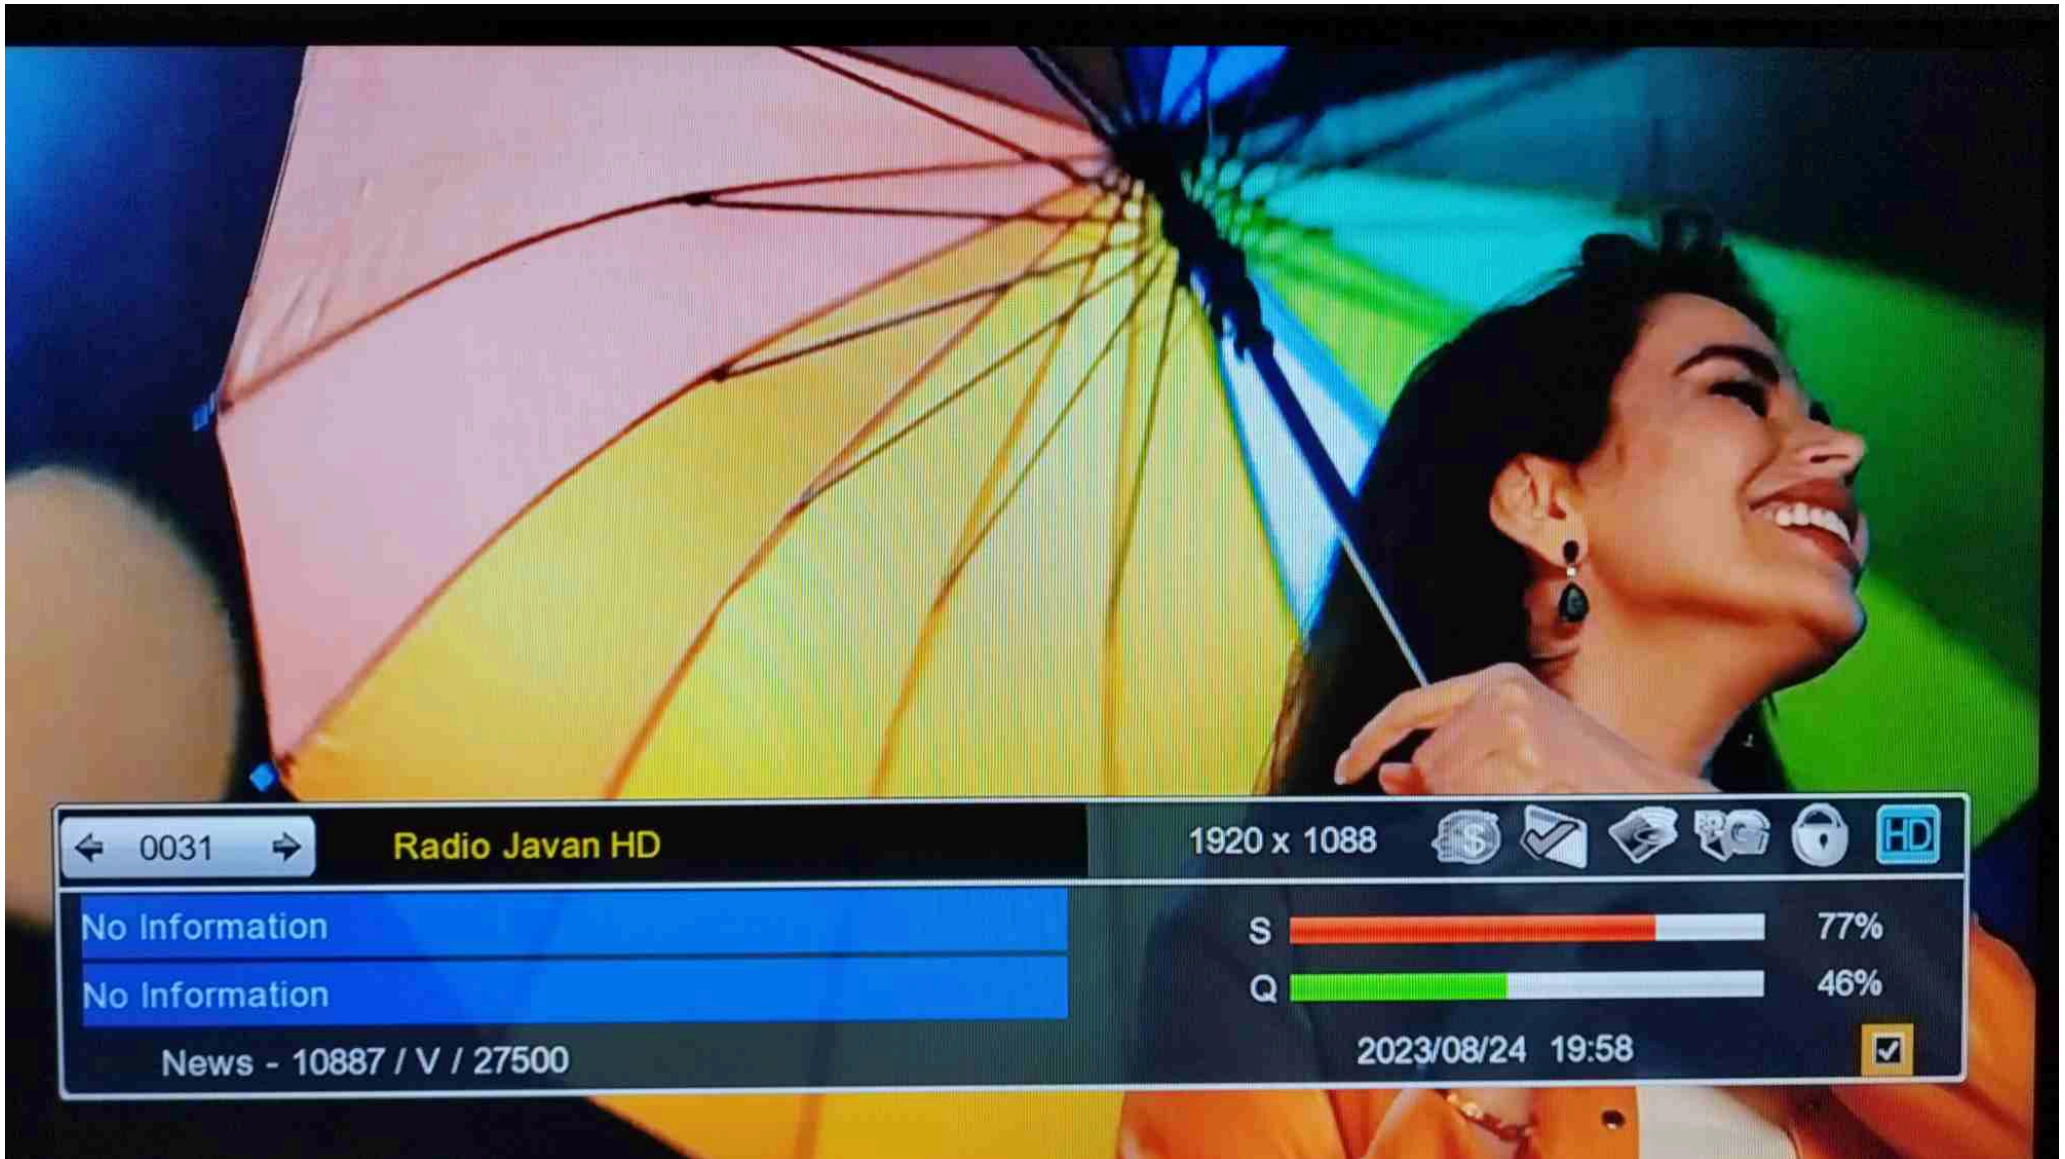 0031 Radio Javan HD 1920 x 1088 HD
No Information
S 77%
No Information
Q 46%
News - 10887 / V / 27500
2023/08/24 19:58